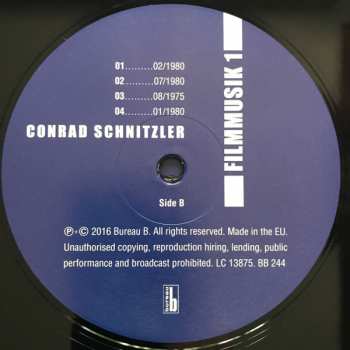 01.........02/1980
02.........07/1980
03.........08/1975
04.........01/1980
CONRAD SCHNITZLER
FILMMUSIK 1
Side B
℗+© 2016 Bureau B. All rights reserved. Made in the EU.
Unauthorised copying, reproduction hiring, lending, public
performance and broadcast prohibited. LC 13875. BB 244
bureau b